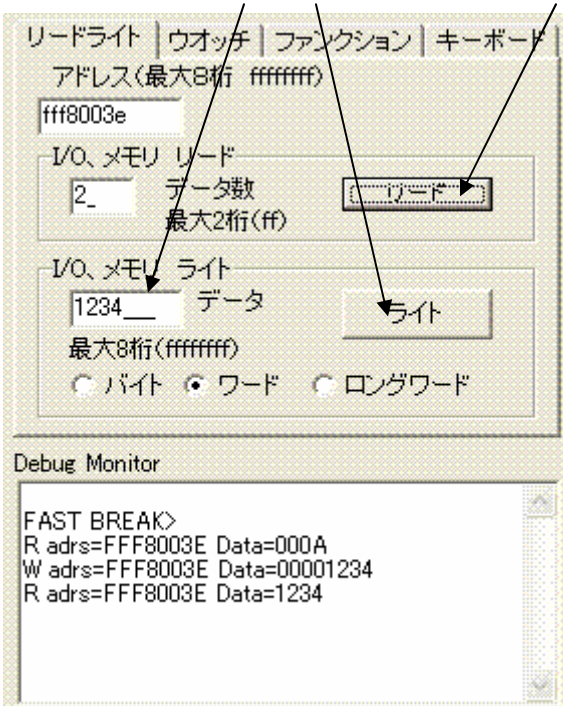 リードライト ウオッチ ファンクション キーボード
アドレス(最大8桁 ffffffff)
fff8003e
I/O、メモリ リード
2_ データ数 リード
最大2桁(ff)
I/O、メモリ ライト
1234___ データ ライト
最大8桁(ffffffff)
バイト ワード ロングワード
Debug Monitor
FAST BREAK>
R adrs=FFF8003E Data=000A
W adrs=FFF8003E Data=00001234
R adrs=FFF8003E Data=1234